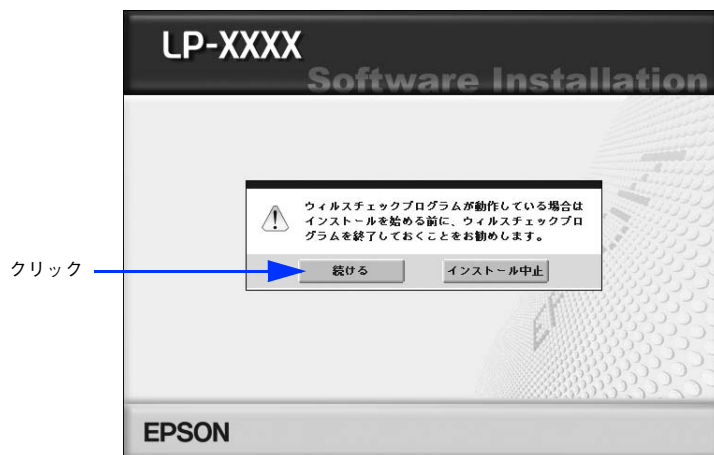 LP-XXXX
Software Installation
ウィルスチェックプログラムが動作している場合は
インストールを始める前に、ウィルスチェックプロ
グラムを終了しておくことをお勧めします。
クリック
続ける
インストール中止
EPSON